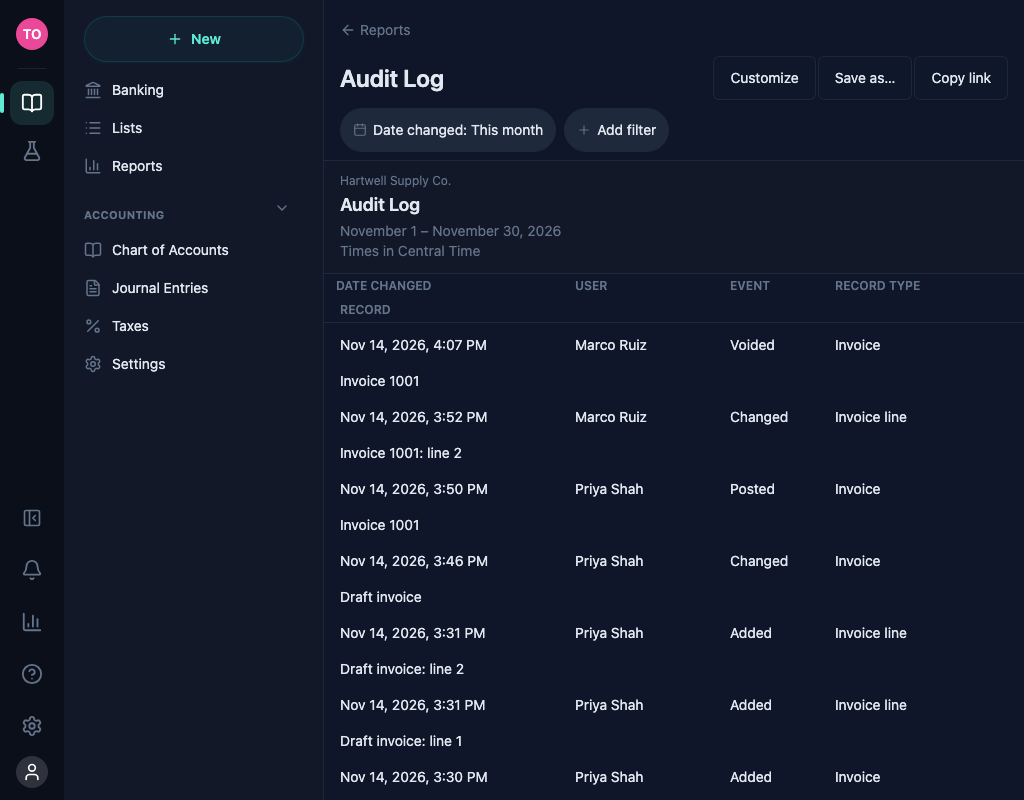 TO
New
Banking
Lists
Reports
ACCOUNTING
Chart of Accounts
Journal Entries
Taxes
Settings
Reports
Audit Log
Customize
Save as...
Copy link
Date changed: This month
Add filter
Hartwell Supply Co.
Audit Log
November 1 – November 30, 2026
Times in Central Time
DATE CHANGED USER EVENT RECORD TYPE
RECORD
Nov 14, 2026, 4:07 PM Marco Ruiz Voided Invoice
Invoice 1001
Nov 14, 2026, 3:52 PM Marco Ruiz Changed Invoice line
Invoice 1001: line 2
Nov 14, 2026, 3:50 PM Priya Shah Posted Invoice
Invoice 1001
Nov 14, 2026, 3:46 PM Priya Shah Changed Invoice
Draft invoice
Nov 14, 2026, 3:31 PM Priya Shah Added Invoice line
Draft invoice: line 2
Nov 14, 2026, 3:31 PM Priya Shah Added Invoice line
Draft invoice: line 1
Nov 14, 2026, 3:30 PM Priya Shah Added Invoice